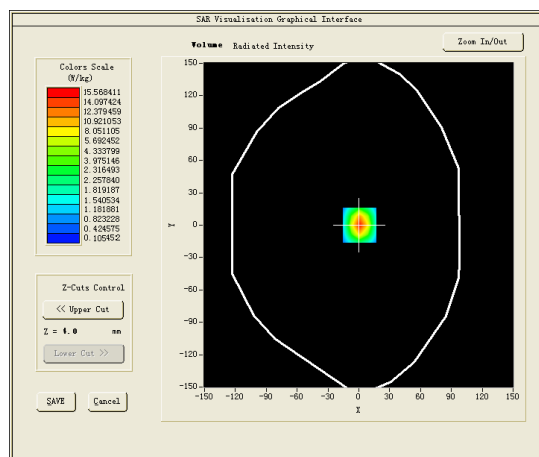 SAR Visualisation Graphical Interface
Volume Radiated Intensity
Zoom In/Out
Colors Scale
(W/kg)
15.568411
14.097424
12.379459
10.921053
8.051105
5.692452
4.333799
3.975146
2.316493
2.257840
1.819187
1.540534
1.181881
0.823228
0.424575
0.105452
Z-Cuts Control
<< Upper Cut
Z = 4.0 mm
Lower Cut >>
SAVE
Cancel
150
120
90
60
30
0
-30
-60
-90
-120
-150
Y
-150 -120 -90 -60 -30 0 30 60 90 120 150
X